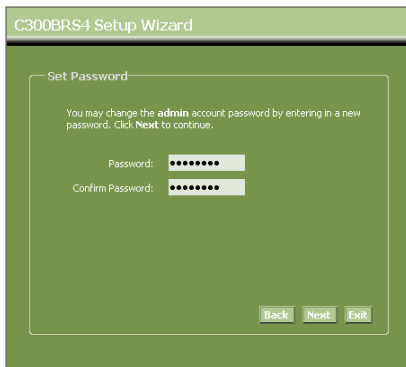 C300BRS4 Setup Wizard
Set Password
You may change the admin account password by entering in a new
password. Click Next to continue.
Password: ●●●●●●●●
Confirm Password: ●●●●●●●●
Back Next Exit